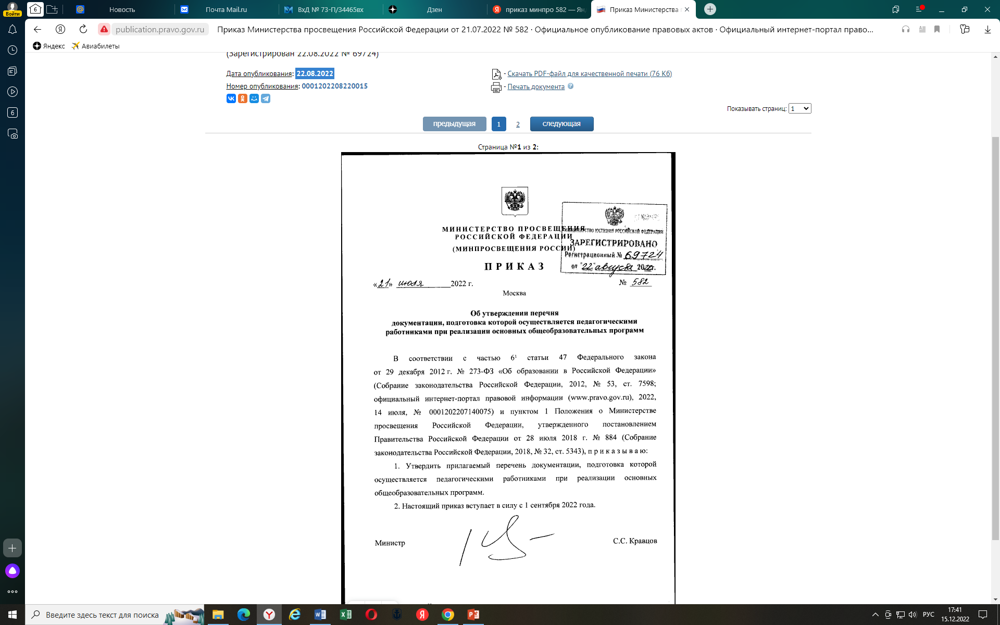 Войти
6
Новость
Почта Mail.ru
ВхД № 73-П/34465вх
Дзен
приказ минпро 582 — Ян
Приказ Министерства п
publication.pravo.gov.ru
Приказ Министерства просвещения Российской Федерации от 21.07.2022 № 582 · Официальное опубликование правовых актов · Официальный интернет-портал право...
Яндекс
Авиабилеты
6
(Зарегистрирован 22.08.2022 № 69724)
Дата опубликования: 22.08.2022
- Скачать PDF-файл для качественной печати (76 Кб)
Номер опубликования: 0001202208220015
- Печать документа ?
Показывать страниц: 1
предыдущая 1 2 следующая
Страница №1 из 2:
МИНИСТЕРСТВО ПРОСВЕЩЕНИЯ
РОССИЙСКОЙ ФЕДЕРАЦИИ
(МИНПРОСВЕЩЕНИЯ РОССИИ)
МИНИСТЕРСТВО ЮСТИЦИИ РОССИЙСКОЙ ФЕДЕРАЦИИ
ЗАРЕГИСТРИРОВАНО
Регистрационный № 69724
от "22" августа 2022г.
ПРИКАЗ
«21» июля 2022 г.
№ 582
Москва
Об утверждении перечня
документации, подготовка которой осуществляется педагогическими
работниками при реализации основных общеобразовательных программ
В соответствии с частью 6¹ статьи 47 Федерального закона
от 29 декабря 2012 г. № 273-ФЗ «Об образовании в Российской Федерации»
(Собрание законодательства Российской Федерации, 2012, № 53, ст. 7598;
официальный интернет-портал правовой информации (www.pravo.gov.ru), 2022,
14 июля, № 0001202207140075) и пунктом 1 Положения о Министерстве
просвещения Российской Федерации, утвержденного постановлением
Правительства Российской Федерации от 28 июля 2018 г. № 884 (Собрание
законодательства Российской Федерации, 2018, № 32, ст. 5343), п р и к а з ы в а ю:
1. Утвердить прилагаемый перечень документации, подготовка которой
осуществляется педагогическими работниками при реализации основных
общеобразовательных программ.
2. Настоящий приказ вступает в силу с 1 сентября 2022 года.
Министр
С.С. Кравцов
Введите здесь текст для поиска
РУС
17:41
15.12.2022